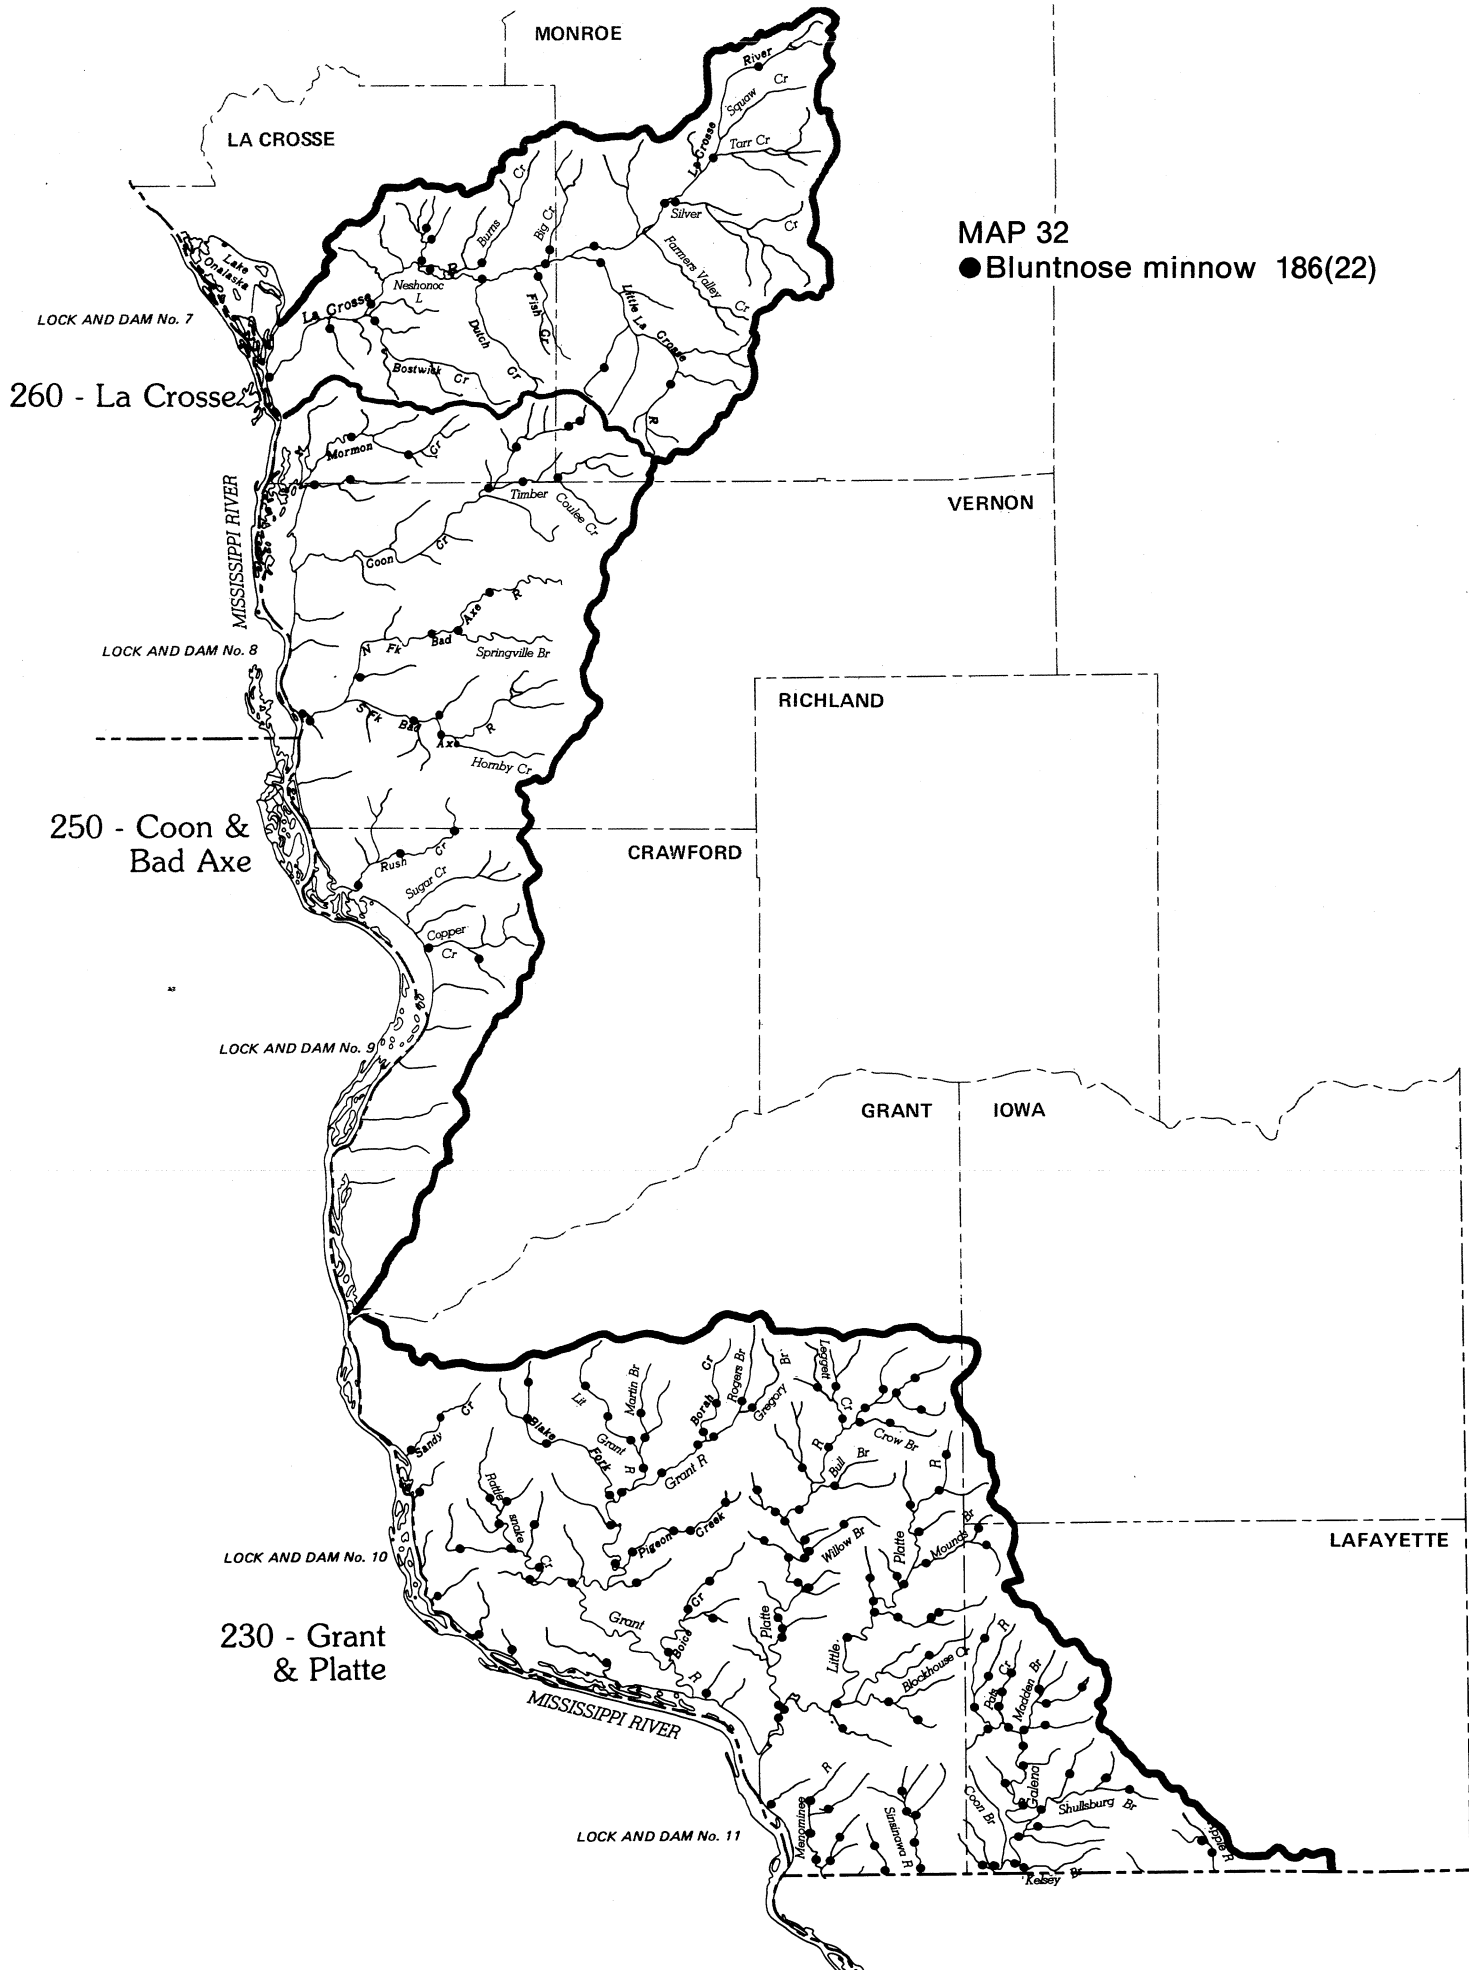 MONROE
LA CROSSE
River
Squaw Cr
La Crosse
Tarr Cr
Silver
Cr
Farmers Valley
Cr
MAP 32
●Bluntnose minnow 186(22)
Lake
Onalaska
Burns
Cr
Big Cr
R
Neshonoc
L
La Crosse
Fish
Cr
Dutch
Cr
Little La Crosse
R
Bostwick Cr
LOCK AND DAM No. 7
260 - La Crosse
Mormon
Cr
Timber
Coulee Cr
VERNON
MISSISSIPPI RIVER
Coon
Cr
N Fk Bad Axe R
Springville Br
LOCK AND DAM No. 8
RICHLAND
S Fk Bad Axe R
Hornby Cr
250 - Coon &
Bad Axe
CRAWFORD
Rush Cr
Sugar Cr
Copper
Cr
LOCK AND DAM No. 9
GRANT
IOWA
Sandy Cr
Blake
Fork
Lit
Grant
R
Martin Br
Borah Cr
Rogers Br
Gregory Br
Leggett
Cr
Crow Br
R
Bull Br
R
Grant R
Rattle
snake
Cr
Pigeon Creek
Willow Br
Platte
Mounds Br
LAFAYETTE
LOCK AND DAM No. 10
230 - Grant
& Platte
Grant
R
Boice Cr
Platte
Little
Blockhouse Cr
R
Pats Cr
Madden Br
MISSISSIPPI RIVER
Menominee
R
Sinsinawa R
Coon Br
Galena
Shullsburg Br
Apple R
Kelsey Br
LOCK AND DAM No. 11